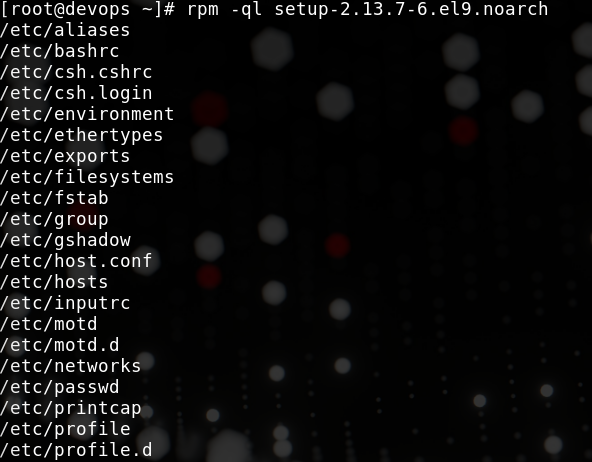 [root@devops ~]# rpm -ql setup-2.13.7-6.el9.noarch
/etc/aliases
/etc/bashrc
/etc/csh.cshrc
/etc/csh.login
/etc/environment
/etc/ethertypes
/etc/exports
/etc/filesystems
/etc/fstab
/etc/group
/etc/gshadow
/etc/host.conf
/etc/hosts
/etc/inputrc
/etc/motd
/etc/motd.d
/etc/networks
/etc/passwd
/etc/printcap
/etc/profile
/etc/profile.d